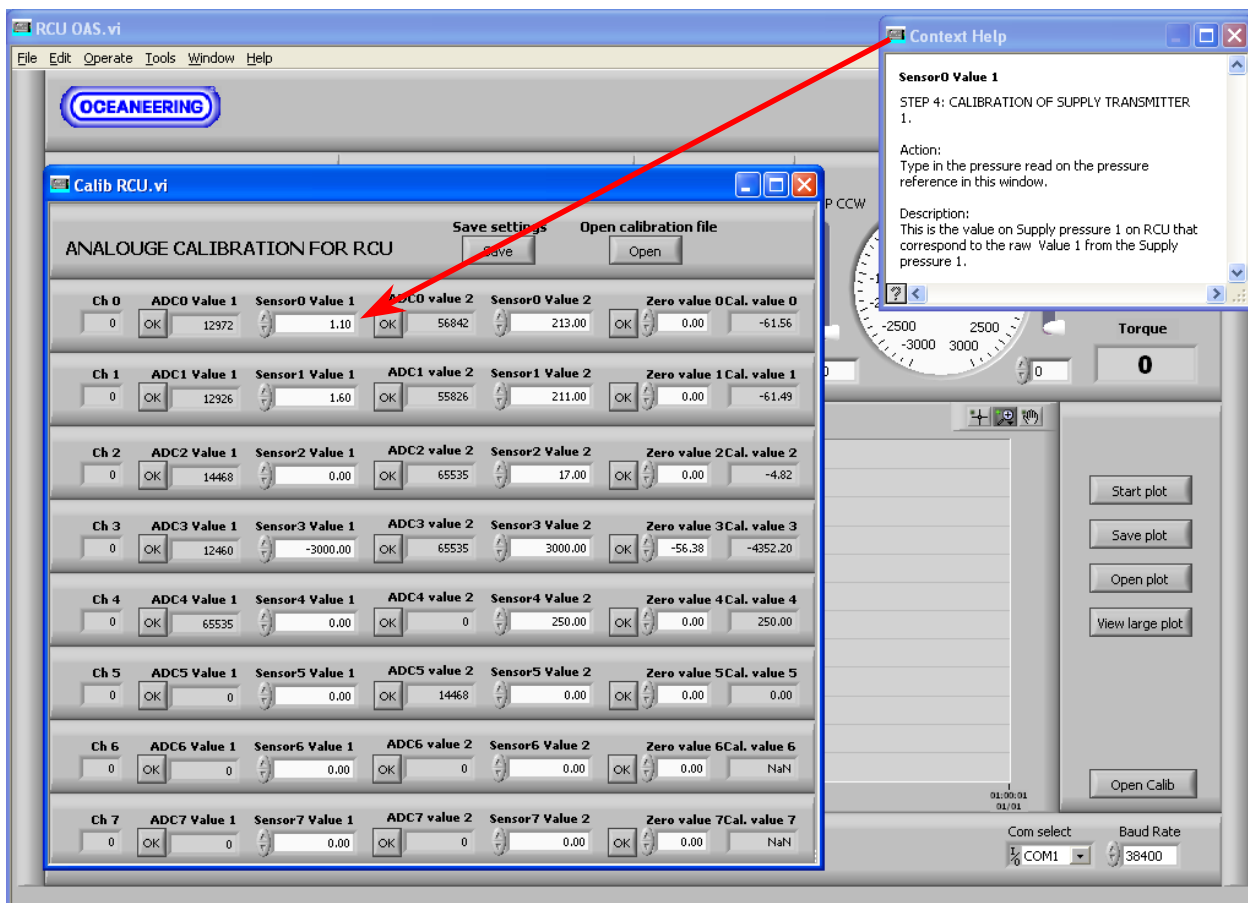 RCU OAS.vi
File Edit Operate Tools Window Help
OCEANEERING
Context Help
Sensor0 Value 1
STEP 4: CALIBRATION OF SUPPLY TRANSMITTER
1.
Action:
Type in the pressure read on the pressure
reference in this window.
Description:
This is the value on Supply pressure 1 on RCU that
correspond to the raw Value 1 from the Supply
pressure 1.
?
Calib RCU.vi
ANALOUGE CALIBRATION FOR RCU
Save settings Open calibration file
Save Open
Ch 0 ADC0 Value 1 Sensor0 Value 1 ADC0 value 2 Sensor0 Value 2 Zero value 0 Cal. value 0
0 OK 12972 1.10 OK 56842 213.00 OK 0.00 -61.56
Ch 1 ADC1 Value 1 Sensor1 Value 1 ADC1 value 2 Sensor1 Value 2 Zero value 1 Cal. value 1
0 OK 12926 1.60 OK 55826 211.00 OK 0.00 -61.49
Ch 2 ADC2 Value 1 Sensor2 Value 1 ADC2 value 2 Sensor2 Value 2 Zero value 2 Cal. value 2
0 OK 14468 0.00 OK 65535 17.00 OK 0.00 -4.82
Ch 3 ADC3 Value 1 Sensor3 Value 1 ADC3 value 2 Sensor3 Value 2 Zero value 3 Cal. value 3
0 OK 12460 -3000.00 OK 65535 3000.00 OK -56.38 -4352.20
Ch 4 ADC4 Value 1 Sensor4 Value 1 ADC4 value 2 Sensor4 Value 2 Zero value 4 Cal. value 4
0 OK 65535 0.00 OK 0 250.00 OK 0.00 250.00
Ch 5 ADC5 Value 1 Sensor5 Value 1 ADC5 value 2 Sensor5 Value 2 Zero value 5 Cal. value 5
0 OK 0 0.00 OK 14468 0.00 OK 0.00 0.00
Ch 6 ADC6 Value 1 Sensor6 Value 1 ADC6 value 2 Sensor6 Value 2 Zero value 6 Cal. value 6
0 OK 0 0.00 OK 0 0.00 OK 0.00 NaN
Ch 7 ADC7 Value 1 Sensor7 Value 1 ADC7 value 2 Sensor7 Value 2 Zero value 7 Cal. value 7
0 OK 0 0.00 OK 0 0.00 OK 0.00 NaN
P CCW
-2500 2500
-3000 3000
0
Torque
0
Start plot
Save plot
Open plot
View large plot
Open Calib
01:00:01
01/01
Com select Baud Rate
COM1 38400